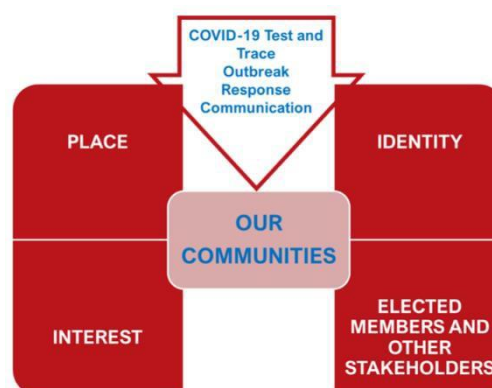 COVID-19 Test and
Trace
Outbreak
Response
Communication
PLACE
IDENTITY
OUR
COMMUNITIES
INTEREST
ELECTED
MEMBERS AND
OTHER
STAKEHOLDERS